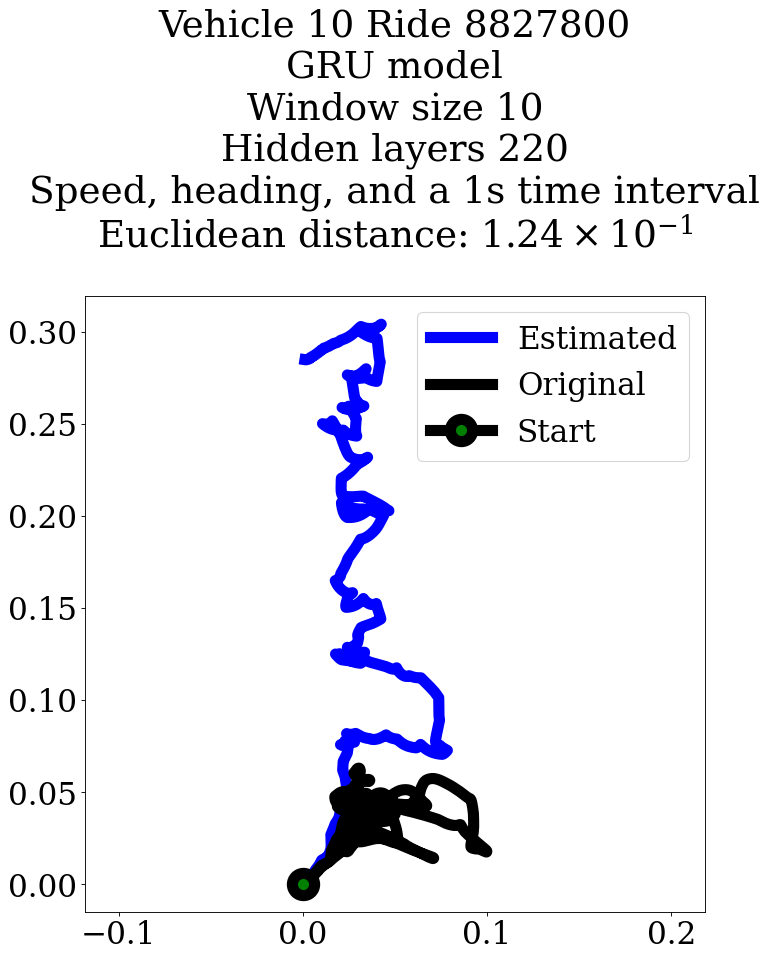 Vehicle 10 Ride 8827800
GRU model
Window size 10
Hidden layers 220
Speed, heading, and a 1s time interval
Euclidean distance: 1.24 × 10⁻¹
Estimated
Original
Start
0.30
0.25
0.20
0.15
0.10
0.05
0.00
−0.1
0.0
0.1
0.2